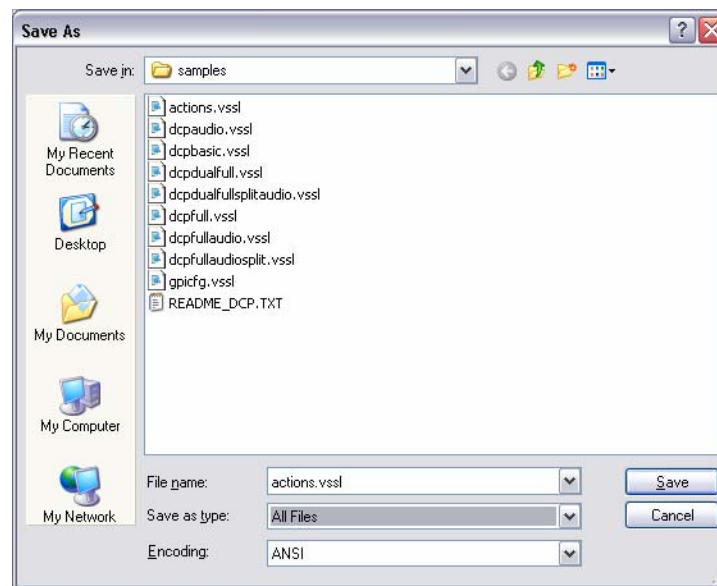 Save As
Save in:
samples
My Recent
Documents
Desktop
My Documents
My Computer
My Network
actions.vssl
dcpaudio.vssl
dcpbasic.vssl
dcpdualfull.vssl
dcpdualfullsplitaudio.vssl
dcpfull.vssl
dcpfullaudio.vssl
dcpfullaudiosplit.vssl
gpicfg.vssl
README_DCP.TXT
File name:
actions.vssl
Save
Save as type:
All Files
Cancel
Encoding:
ANSI